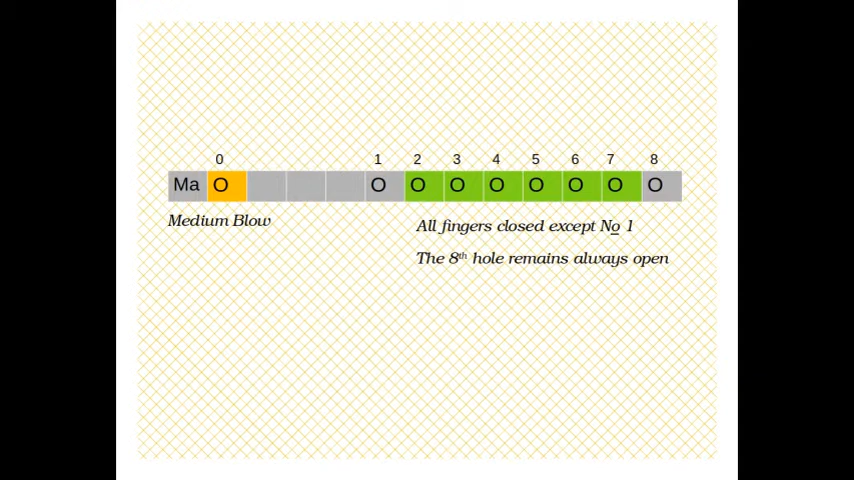 0 1 2 3 4 5 6 7 8
Ma O O O O O O O O O
Medium Blow
All fingers closed except No 1
The 8th hole remains always open